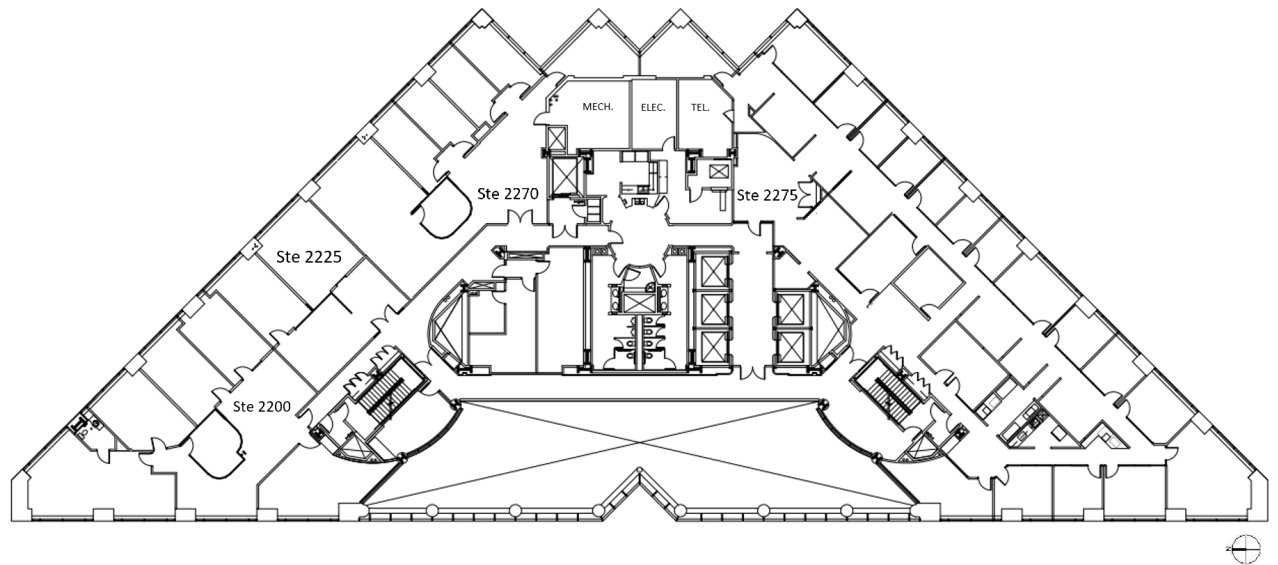 MECH.
ELEC.
TEL.
Ste 2270
Ste 2275
Ste 2225
Ste 2200
N